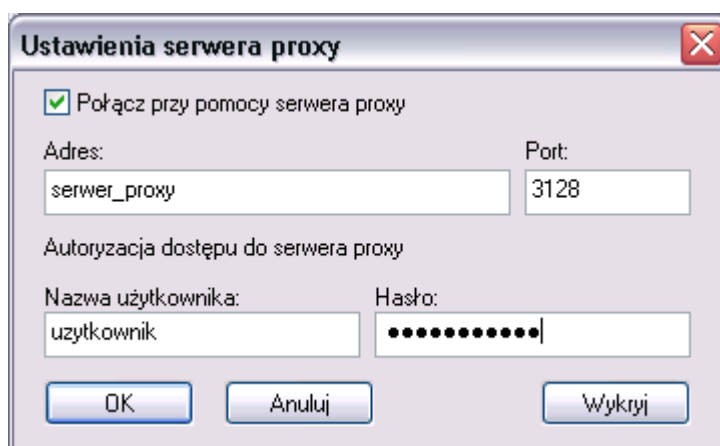 Ustawienia serwera proxy
Połącz przy pomocy serwera proxy
Adres: Port:
serwer_proxy 3128
Autoryzacja dostępu do serwera proxy
Nazwa użytkownika: Hasło:
uzytkownik ●●●●●●●●●●●
OK Anuluj Wykryj